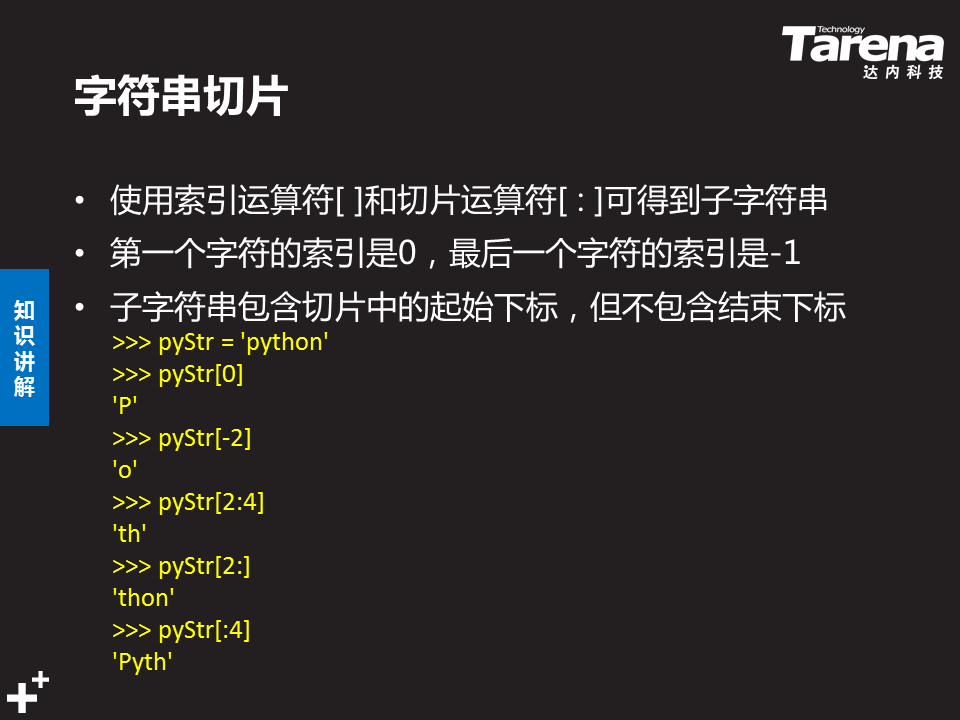 Technology
Tarena
达内科技
字符串切片
• 使用索引运算符[ ]和切片运算符[ : ]可得到子字符串
• 第一个字符的索引是0，最后一个字符的索引是-1
• 子字符串包含切片中的起始下标，但不包含结束下标
>>> pyStr = 'python'
>>> pyStr[0]
'P'
>>> pyStr[-2]
'o'
>>> pyStr[2:4]
'th'
>>> pyStr[2:]
'thon'
>>> pyStr[:4]
'Pyth'
知识讲解